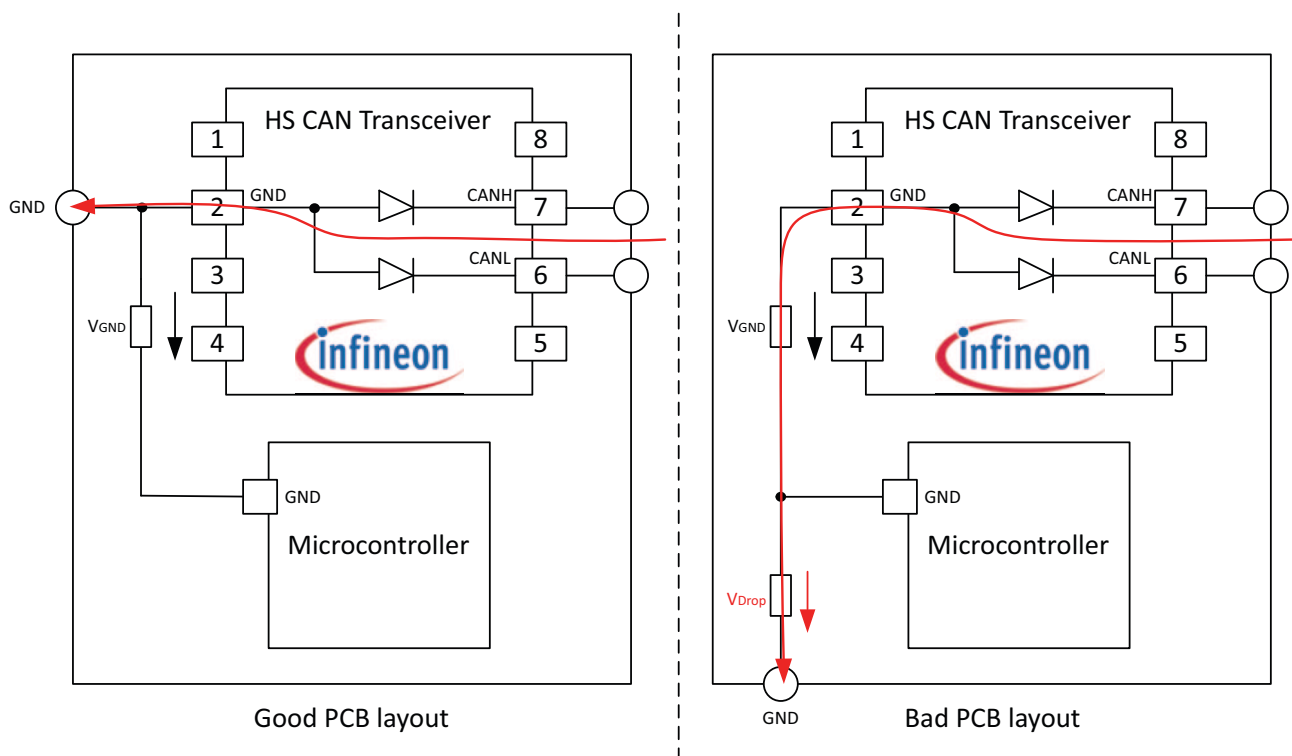 HS CAN Transceiver
1
8
GND
2
GND
CANH
7
CANL
3
6
VGND
4
infineon
5
GND
Microcontroller
Good PCB layout
HS CAN Transceiver
1
8
2
GND
CANH
7
CANL
3
6
VGND
4
infineon
5
GND
Microcontroller
VDrop
GND
Bad PCB layout